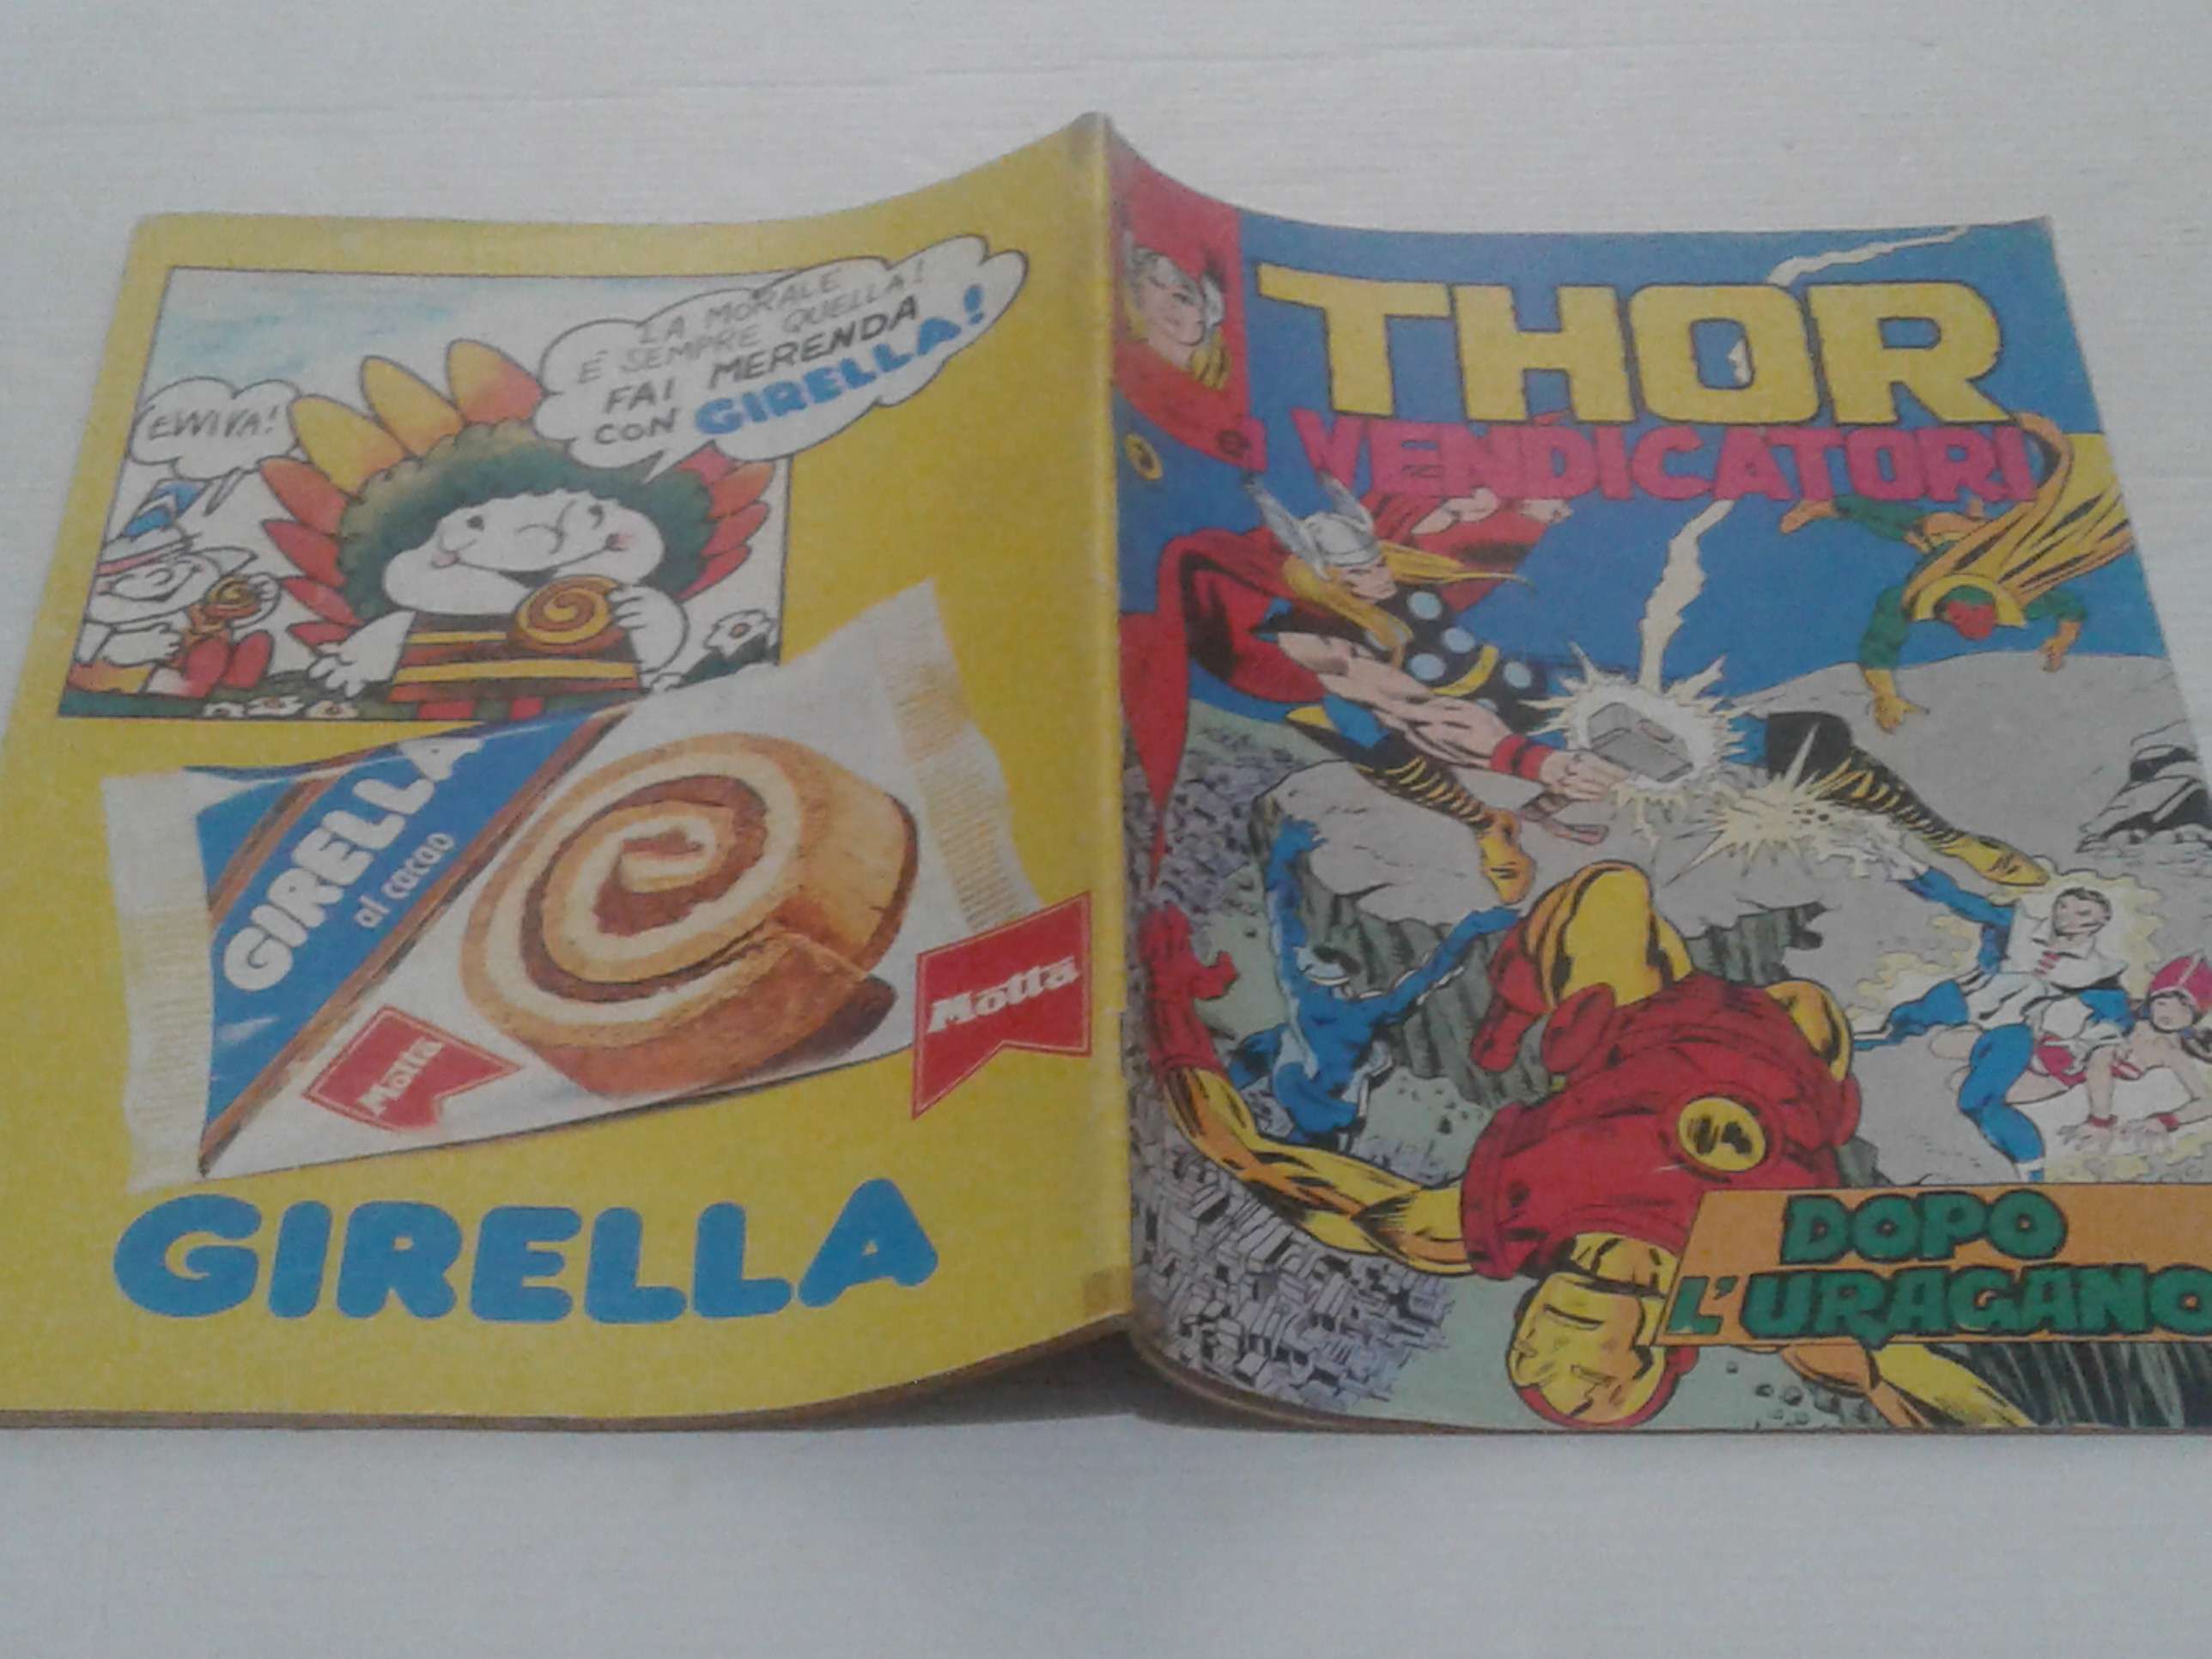 EVVIVA!
LA MORALE
È SEMPRE QUELLA!
FAI MERENDA
CON GIRELLA!
GIRELLA
al cacao
Motta
Motta
GIRELLA
THOR
e i VENDICATORI
DOPO
L'URAGANO